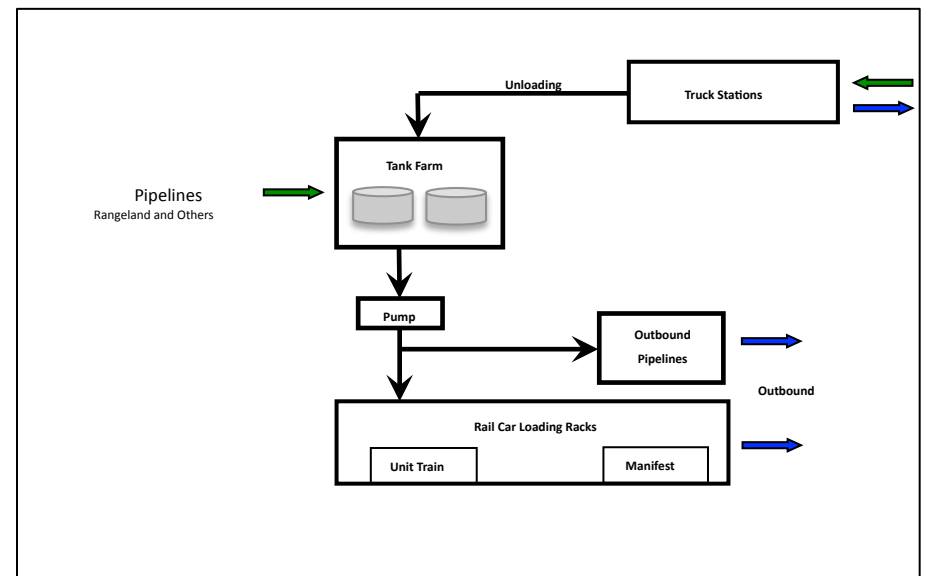 Unloading
Truck Stations
Tank Farm
Pipelines
Rangeland and Others
Pump
Outbound
Pipelines
Outbound
Rail Car Loading Racks
Unit Train
Manifest